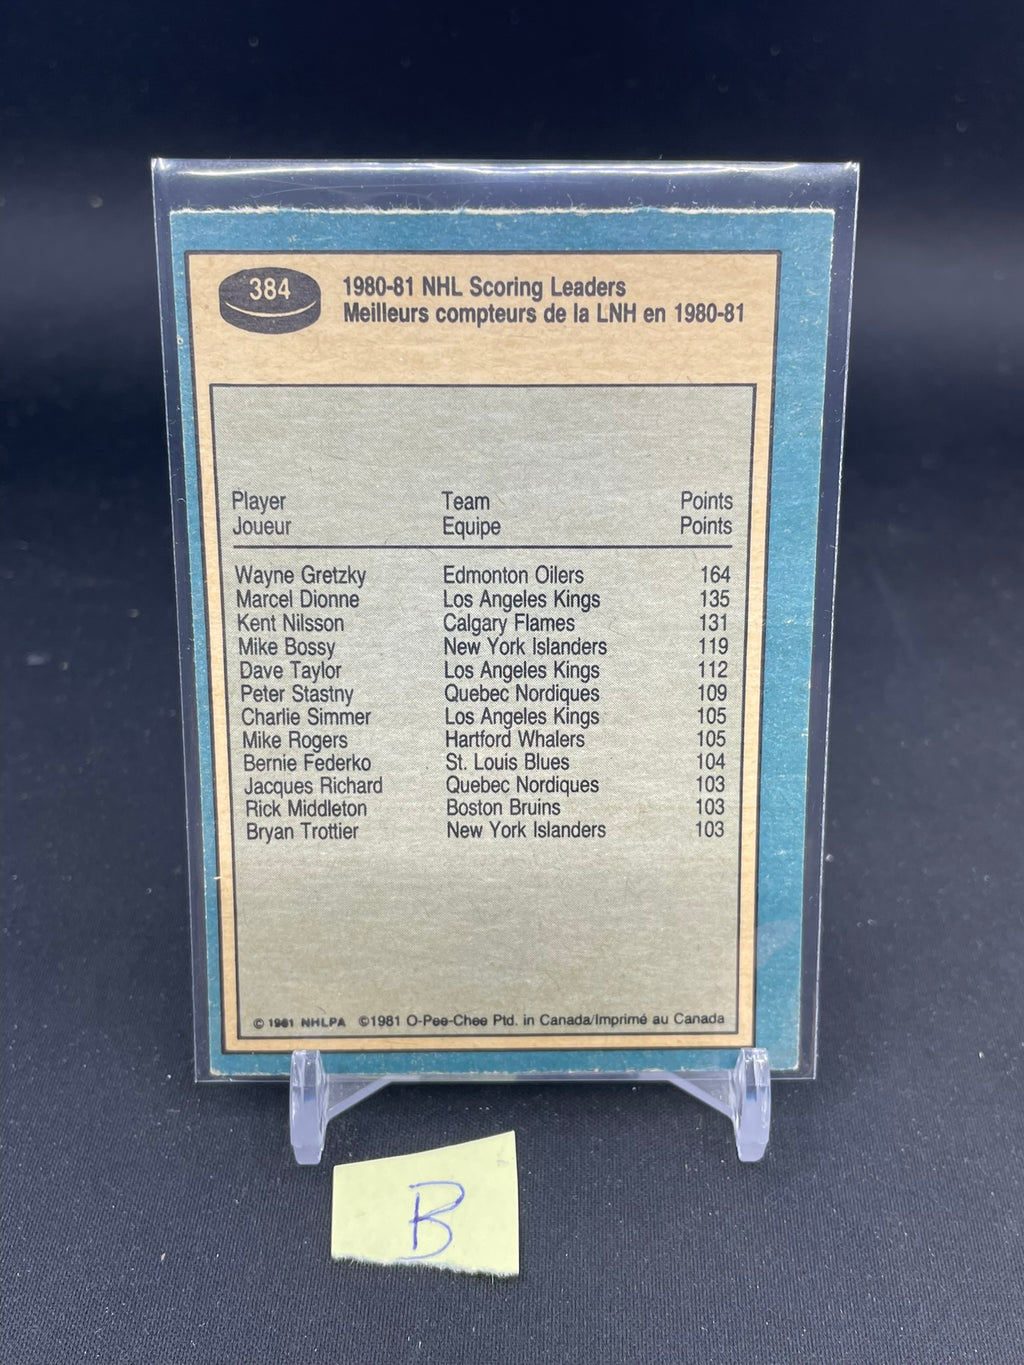 384
1980-81 NHL Scoring Leaders
Meilleurs compteurs de la LNH en 1980-81
Player Team Points
Joueur Equipe Points
Wayne Gretzky Edmonton Oilers 164
Marcel Dionne Los Angeles Kings 135
Kent Nilsson Calgary Flames 131
Mike Bossy New York Islanders 119
Dave Taylor Los Angeles Kings 112
Peter Stastny Quebec Nordiques 109
Charlie Simmer Los Angeles Kings 105
Mike Rogers Hartford Whalers 105
Bernie Federko St. Louis Blues 104
Jacques Richard Quebec Nordiques 103
Rick Middleton Boston Bruins 103
Bryan Trottier New York Islanders 103
© 1981 NHLPA ©1981 O-Pee-Chee Ptd. in Canada/Imprimé au Canada
B